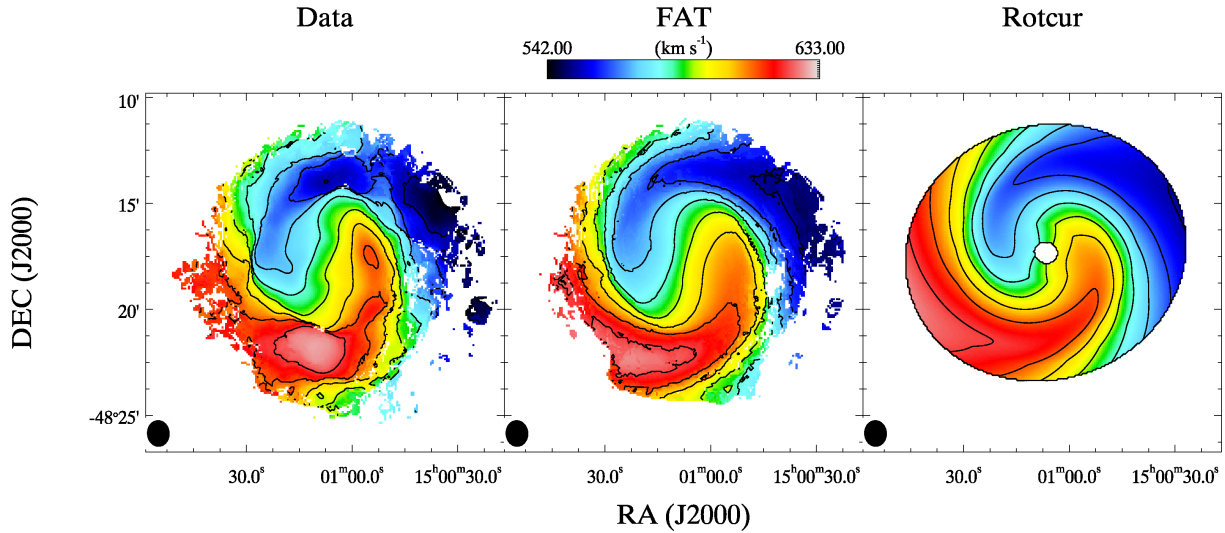 Data FAT Rotcur
542.00 (km s⁻¹) 633.00
10'
15'
20'
-48°25'
DEC (J2000)
30.0ˢ 01ᵐ00.0ˢ 15ʰ00ᵐ30.0ˢ 30.0ˢ 01ᵐ00.0ˢ 15ʰ00ᵐ30.0ˢ 30.0ˢ 01ᵐ00.0ˢ 15ʰ00ᵐ30.0ˢ
RA (J2000)